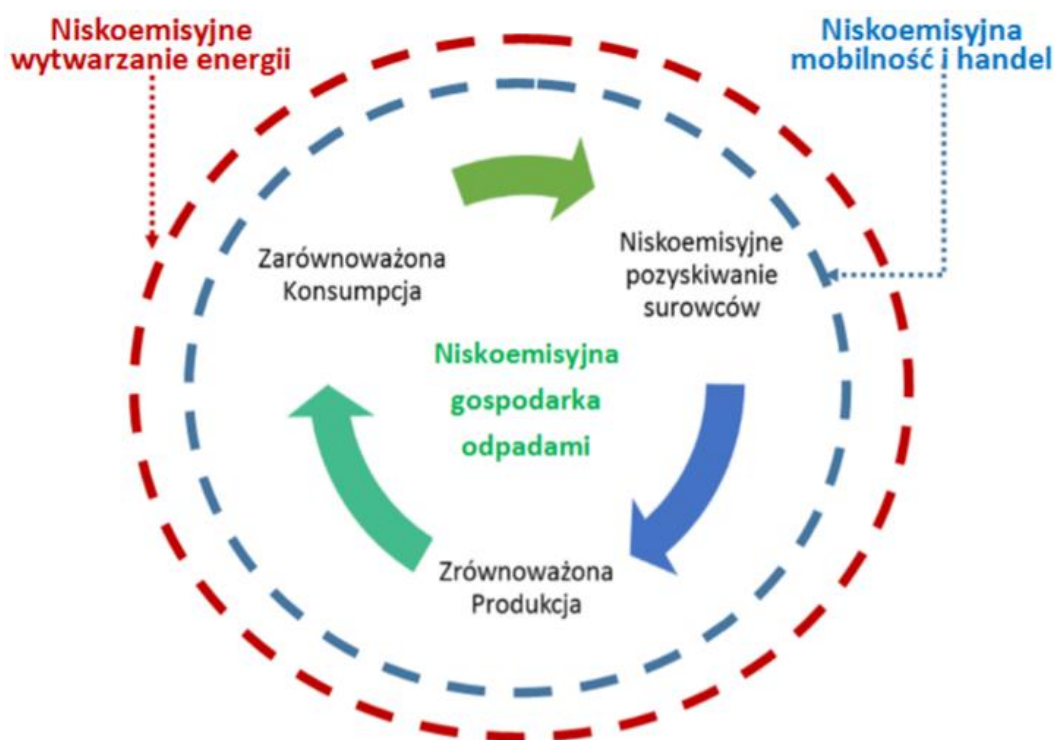 Niskoemisyjne
wytwarzanie energii
Niskoemisyjna
mobilność i handel
Zarównoważona
Konsumpcja
Niskoemisyjne
pozyskiwanie
surowców
Niskoemisyjna
gospodarka
odpadami
Zrównoważona
Produkcja